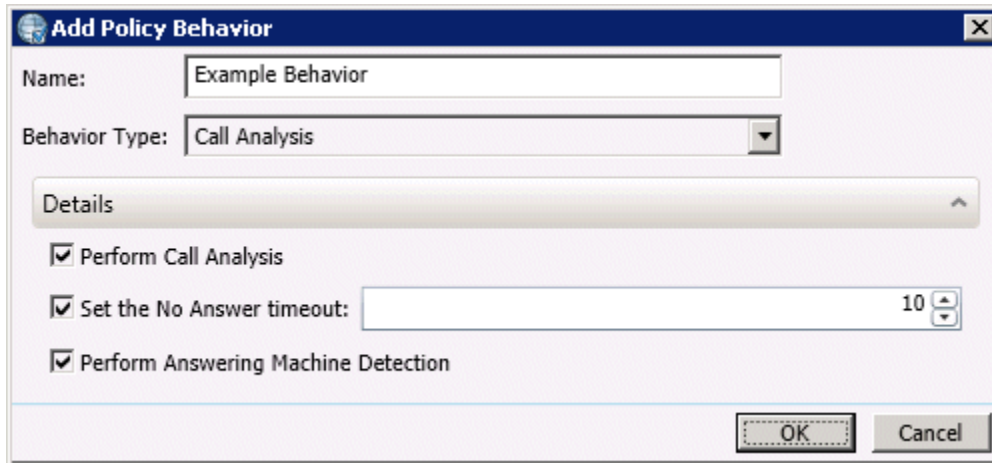 Add Policy Behavior
Name: Example Behavior
Behavior Type: Call Analysis
Details
Perform Call Analysis
Set the No Answer timeout: 10
Perform Answering Machine Detection
OK Cancel